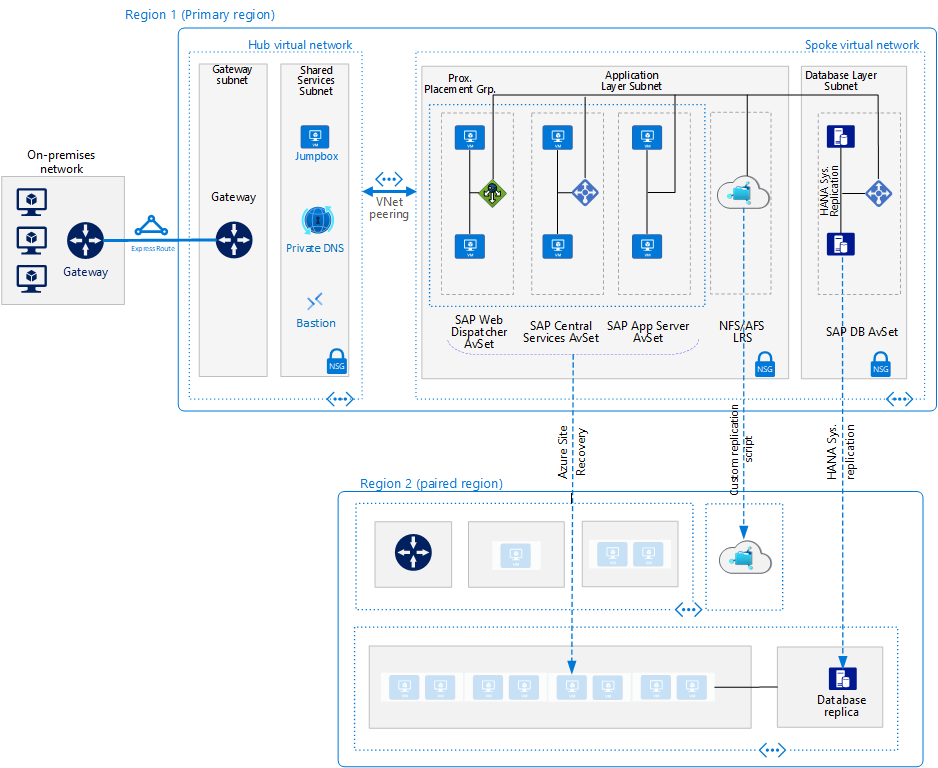 Region 1 (Primary region)
Hub virtual network
Spoke virtual network
Gateway
subnet
Shared
Services
Subnet
Prox.
Placement Grp.
Application
Layer Subnet
Database Layer
Subnet
On-premises
network
Gateway
ExpressRoute
Gateway
VM
Jumpbox
Private DNS
Bastion
NSG
VNet
peering
VM
VM
VM
VM
VM
VM
HANA Sys.
Replication
SAP Web
Dispatcher
AvSet
SAP Central
Services AvSet
SAP App Server
AvSet
NFS/AFS
LRS
SAP DB AvSet
NSG
NSG
Azure Site
Recovery
Custom replication
script
HANA Sys.
replication
Region 2 (paired region)
VM
VM
VM
VM
VM
VM
VM
VM
VM
VM
VM
Database
replica